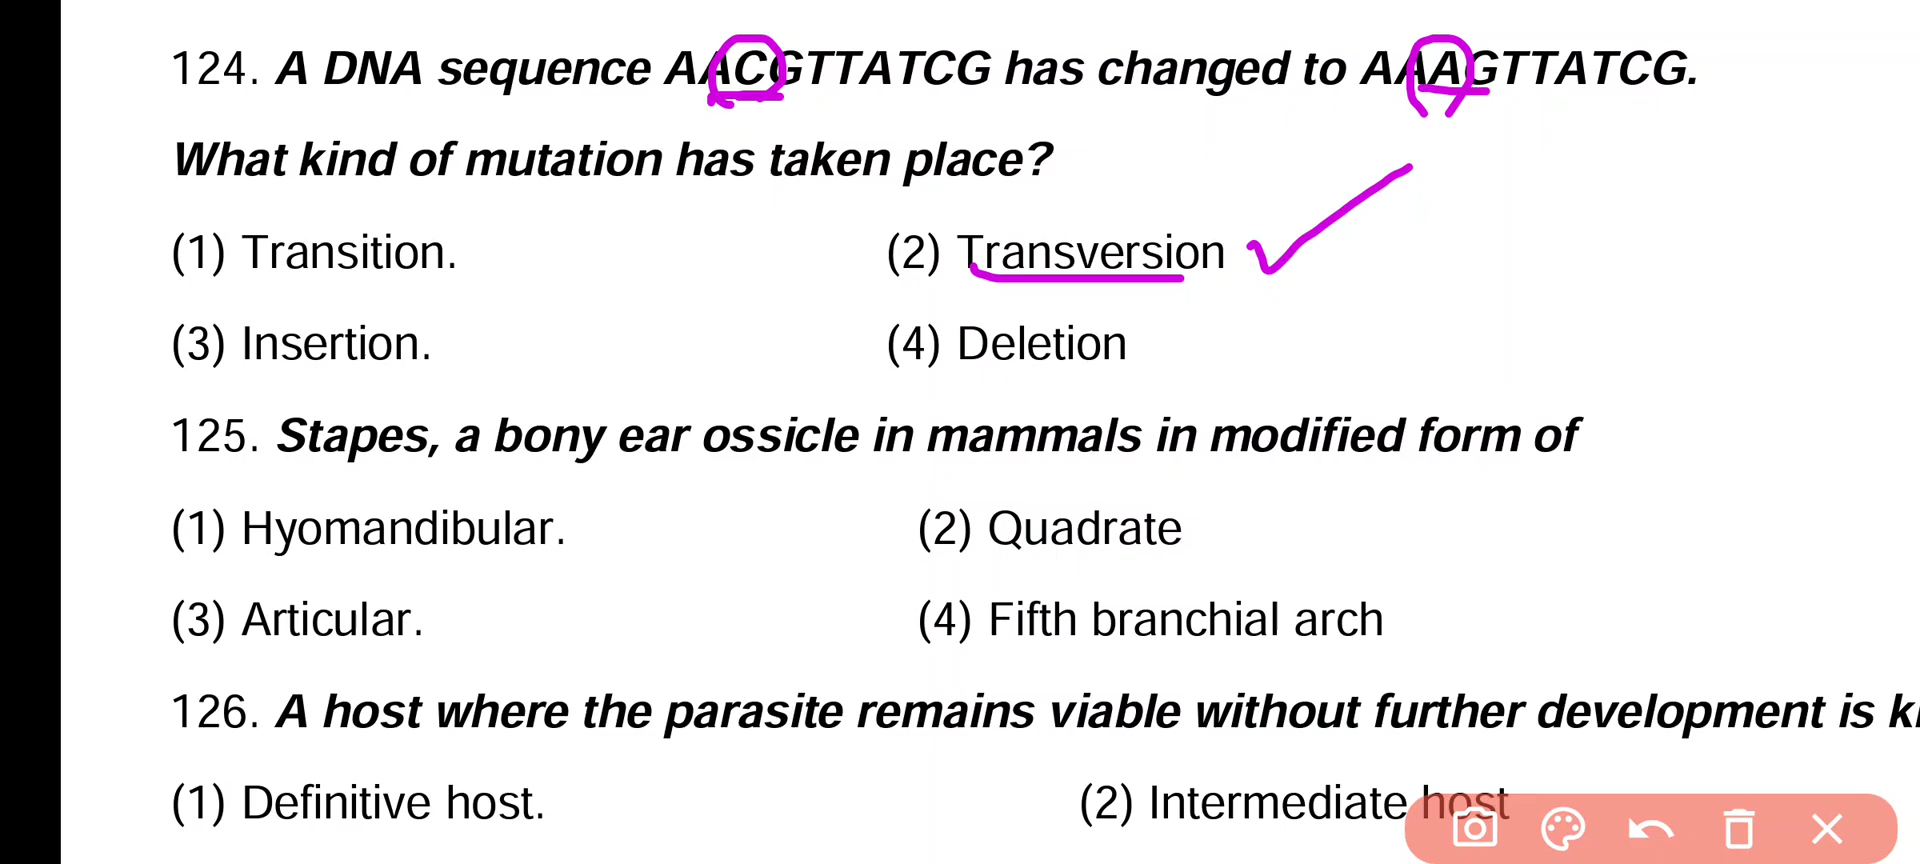 124. A DNA sequence AACGTTATCG has changed to AAAGTTATCG.
What kind of mutation has taken place?
(1) Transition. (2) Transversion
(3) Insertion. (4) Deletion
125. Stapes, a bony ear ossicle in mammals in modified form of
(1) Hyomandibular. (2) Quadrate
(3) Articular. (4) Fifth branchial arch
126. A host where the parasite remains viable without further development is
(1) Definitive host. (2) Intermediate host